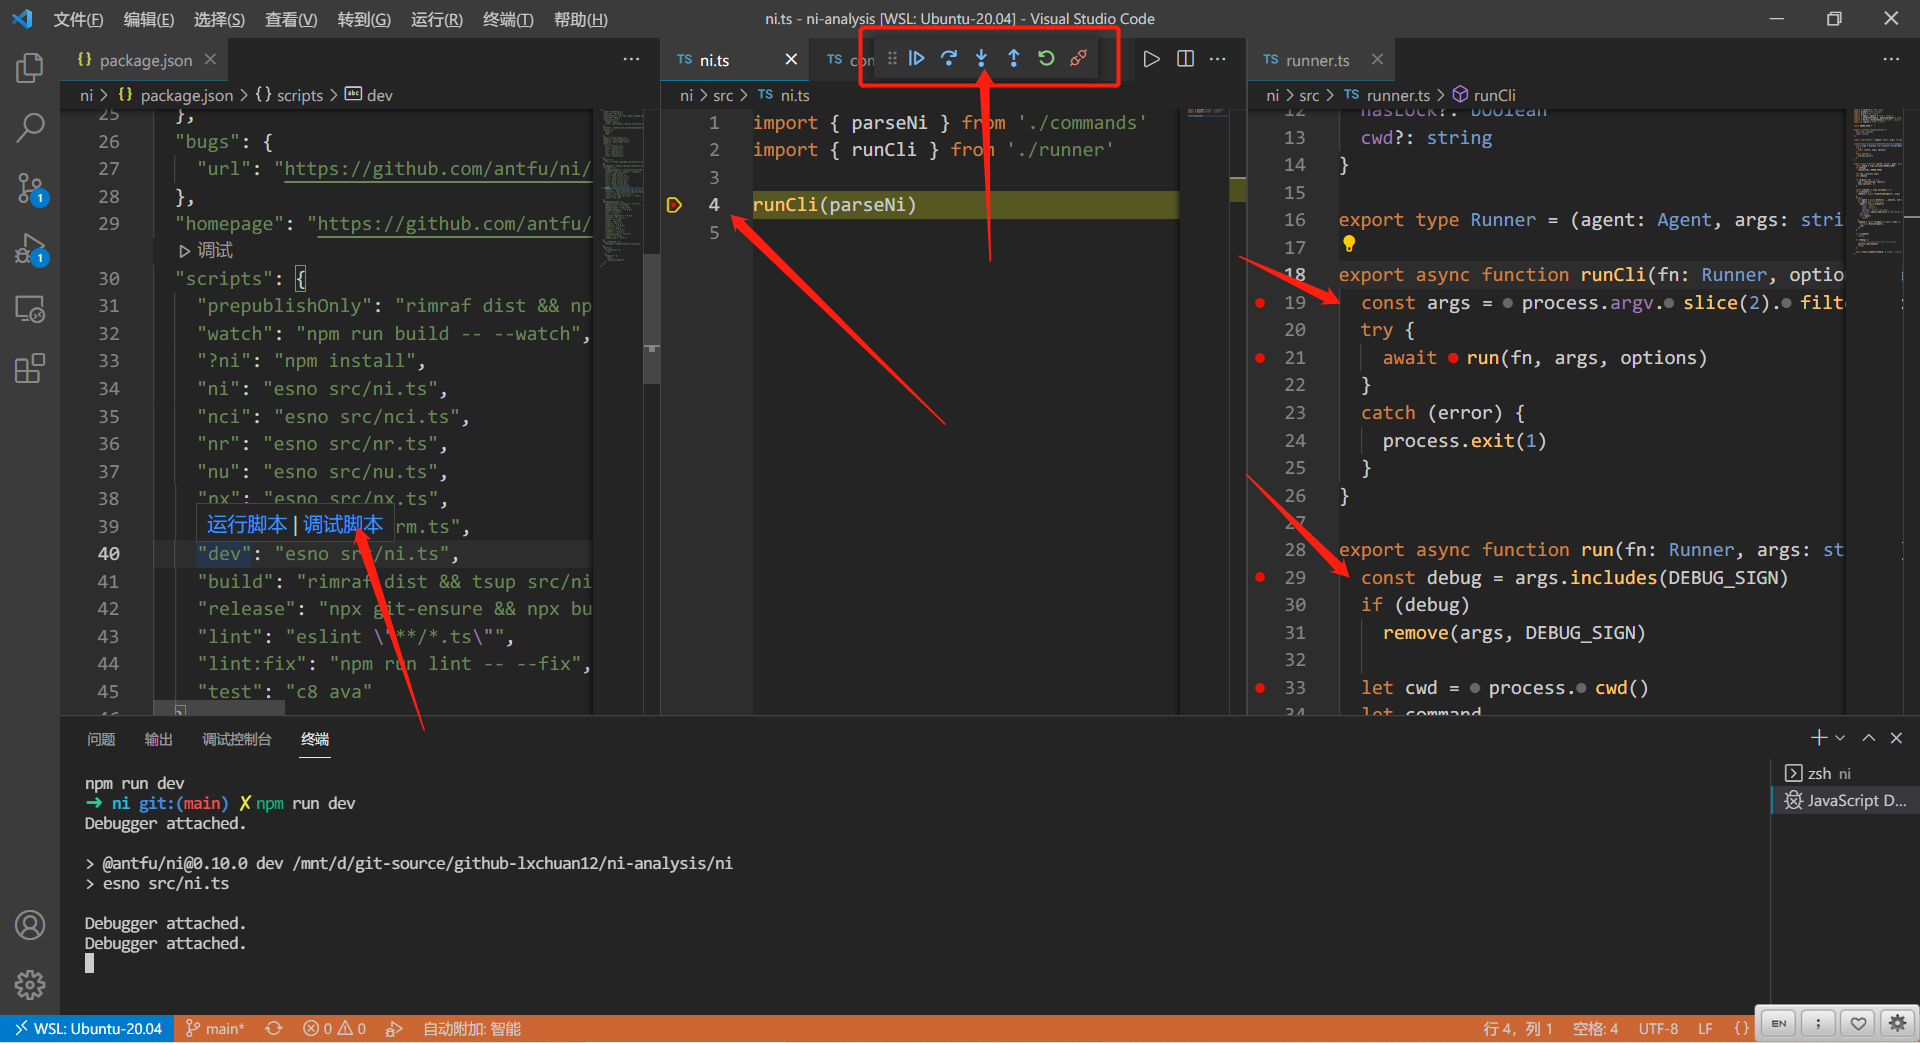 文件(F) 编辑(E) 选择(S) 查看(V) 转到(G) 运行(R) 终端(T) 帮助(H)
ni.ts - ni-analysis [WSL: Ubuntu-20.04] - Visual Studio Code
{} package.json
ni > {} package.json > {} scripts > dev
25 },
26 "bugs": {
27 "url": "https://github.com/antfu/ni/
28 },
29 "homepage": "https://github.com/antfu/
调试
30 "scripts": {
31 "prepublishOnly": "rimraf dist && np
32 "watch": "npm run build -- --watch",
33 "?ni": "npm install",
34 "ni": "esno src/ni.ts",
35 "nci": "esno src/nci.ts",
36 "nr": "esno src/nr.ts",
37 "nu": "esno src/nu.ts",
38 "nx": "esno src/nx.ts",
运行脚本 | 调试脚本
39 rm.ts",
40 "dev": "esno src/ni.ts",
41 "build": "rimraf dist && tsup src/ni
42 "release": "npx git-ensure && npx bu
43 "lint": "eslint \"**/*.ts\"",
44 "lint:fix": "npm run lint -- --fix",
45 "test": "c8 ava"
46 }
TS ni.ts
TS con
ni > src > TS ni.ts
1 import { parseNi } from './commands'
2 import { runCli } from './runner'
3
4 runCli(parseNi)
5
TS runner.ts
ni > src > TS runner.ts > runCli
12 hasLock?: boolean
13 cwd?: string
14 }
15
16 export type Runner = (agent: Agent, args: stri
17
18 export async function runCli(fn: Runner, optio
19 const args = process.argv. slice(2). filt
20 try {
21 await run(fn, args, options)
22 }
23 catch (error) {
24 process.exit(1)
25 }
26 }
27
28 export async function run(fn: Runner, args: st
29 const debug = args.includes(DEBUG_SIGN)
30 if (debug)
31 remove(args, DEBUG_SIGN)
32
33 let cwd = process. cwd()
34 let command
问题 输出 调试控制台 终端
npm run dev
➜ ni git:(main) ✗ npm run dev
Debugger attached.
> @antfu/ni@0.10.0 dev /mnt/d/git-source/github-lxchuan12/ni-analysis/ni
> esno src/ni.ts
Debugger attached.
Debugger attached.
zsh ni
JavaScript D...
1
1
WSL: Ubuntu-20.04 main* 0 0 自动附加: 智能
行 4，列 1 空格: 4 UTF-8 LF {}
EN ;